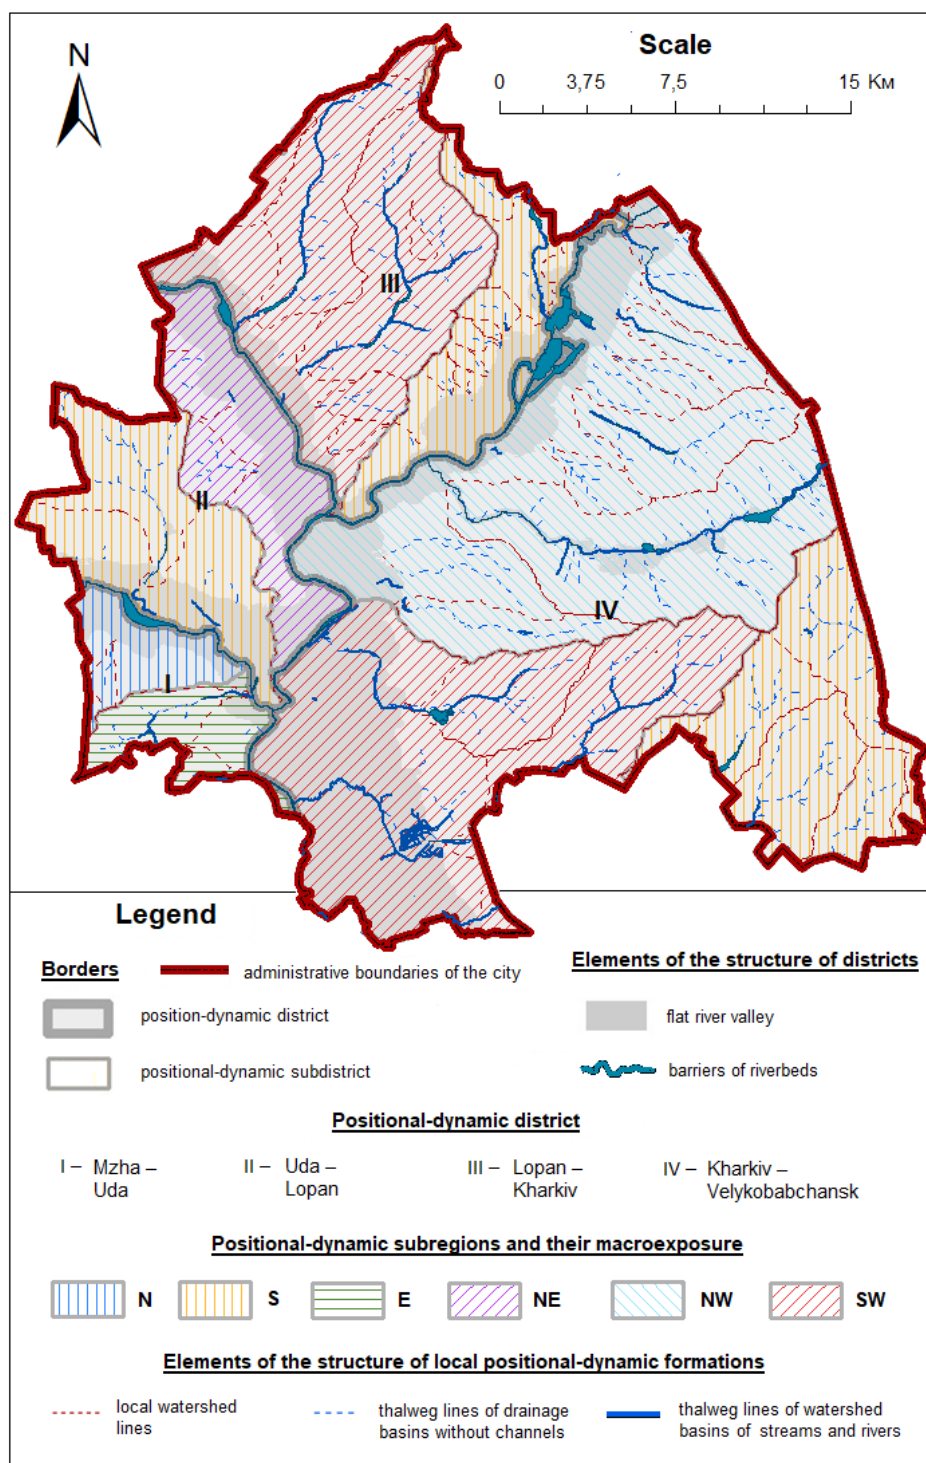 N
Scale
0 3,75 7,5 15 Км
III
II
IV
I
Legend
Borders
administrative boundaries of the city
position-dynamic district
positional-dynamic subdistrict
Elements of the structure of districts
flat river valley
barriers of riverbeds
Positional-dynamic district
I – Mzha –
Uda
II – Uda –
Lopan
III – Lopan –
Kharkiv
IV – Kharkiv –
Velykobabchansk
Positional-dynamic subregions and their macroexposure
N S E NE NW SW
Elements of the structure of local positional-dynamic formations
local watershed
lines
thalweg lines of drainage
basins without channels
thalweg lines of watershed
basins of streams and rivers